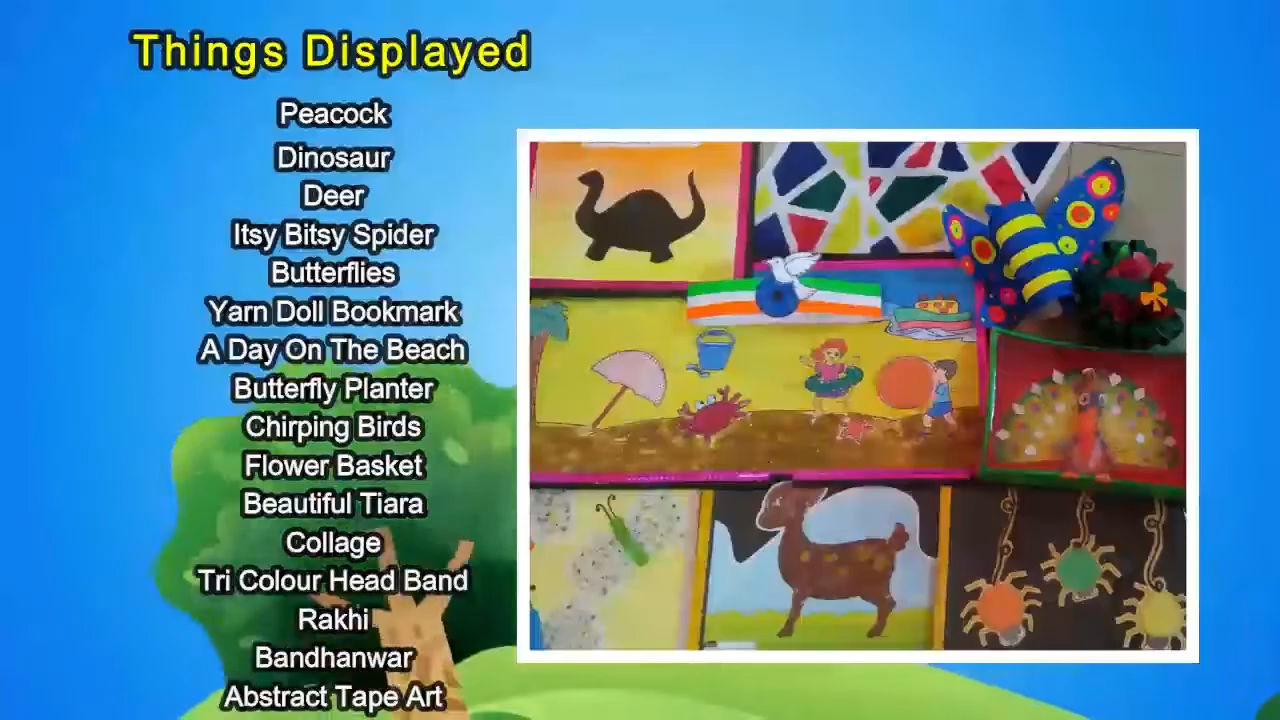 Things Displayed
Peacock
Dinosaur
Deer
Itsy Bitsy Spider
Butterflies
Yarn Doll Bookmark
A Day On The Beach
Butterfly Planter
Chirping Birds
Flower Basket
Beautiful Tiara
Collage
Tri Colour Head Band
Rakhi
Bandhanwar
Abstract Tape Art